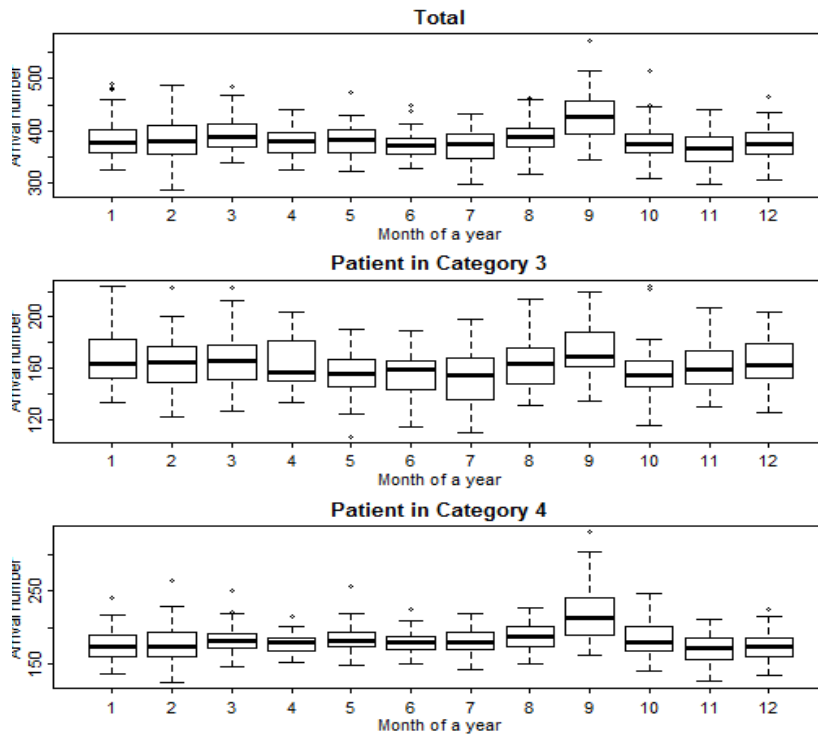 Total
Arrival number
500
400
300
1 2 3 4 5 6 7 8 9 10 11 12
Month of a year
Patient in Category 3
Arrival number
200
160
120
1 2 3 4 5 6 7 8 9 10 11 12
Month of a year
Patient in Category 4
Arrival number
250
150
1 2 3 4 5 6 7 8 9 10 11 12
Month of a year